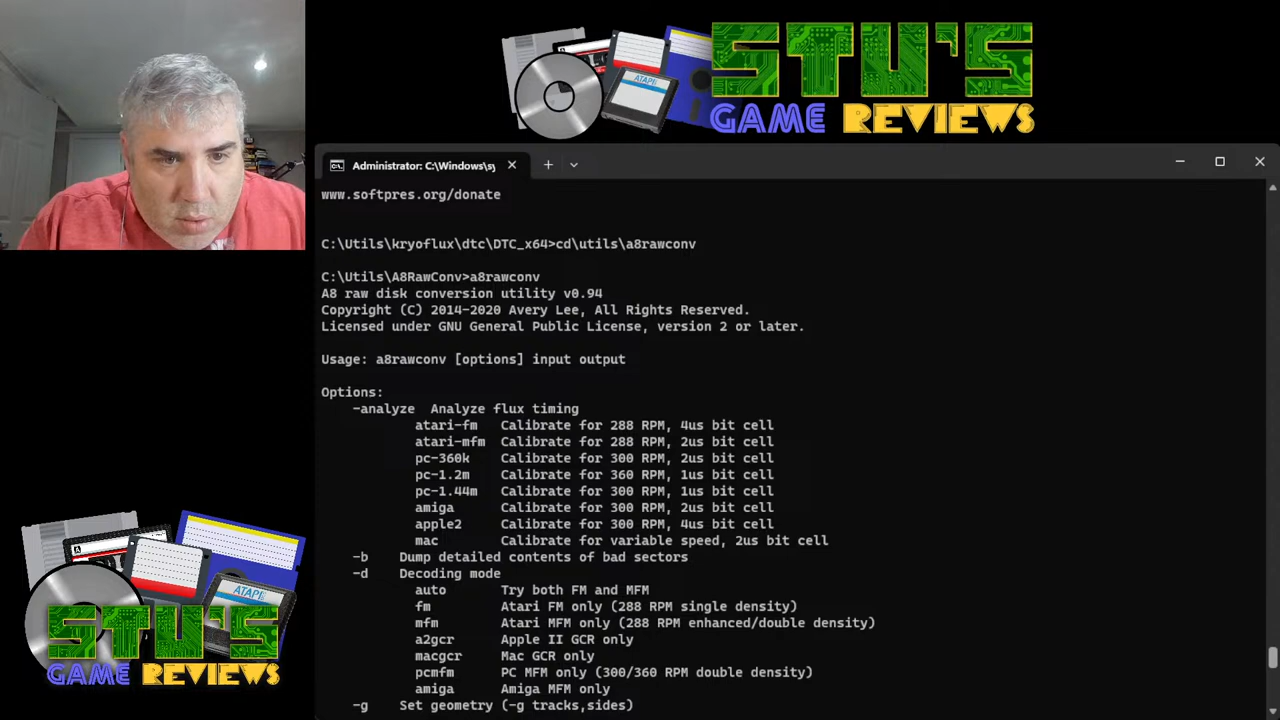 STU'S
GAME REVIEWS
ATARI
Administrator: C:\Windows\sy
www.softpres.org/donate
C:\Utils\kryoflux\dtc\DTC_x64>cd\utils\a8rawconv
C:\Utils\A8RawConv>a8rawconv
A8 raw disk conversion utility v0.94
Copyright (C) 2014-2020 Avery Lee, All Rights Reserved.
Licensed under GNU General Public License, version 2 or later.
Usage: a8rawconv [options] input output
Options:
-analyze Analyze flux timing
atari-fm Calibrate for 288 RPM, 4us bit cell
atari-mfm Calibrate for 288 RPM, 2us bit cell
pc-360k Calibrate for 300 RPM, 2us bit cell
pc-1.2m Calibrate for 360 RPM, 1us bit cell
pc-1.44m Calibrate for 300 RPM, 1us bit cell
amiga Calibrate for 300 RPM, 2us bit cell
apple2 Calibrate for 300 RPM, 4us bit cell
mac Calibrate for variable speed, 2us bit cell
-b Dump detailed contents of bad sectors
-d Decoding mode
auto Try both FM and MFM
fm Atari FM only (288 RPM single density)
mfm Atari MFM only (288 RPM enhanced/double density)
a2gcr Apple II GCR only
macgcr Mac GCR only
pcmfm PC MFM only (300/360 RPM double density)
amiga Amiga MFM only
-g Set geometry (-g tracks,sides)
ATARI
STU'S
GAME REVIEWS